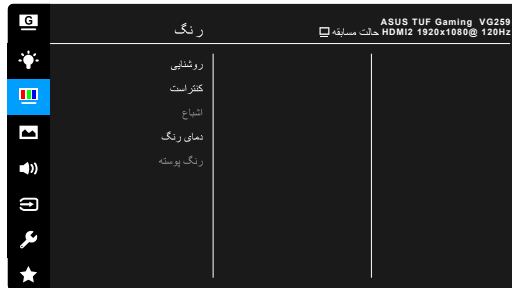 G
رنگ
ASUS TUF Gaming VG259
حالت مسابقه HDMI2 1920x1080@ 120Hz
روشنایی
کنتراست
اشباع
دمای رنگ
رنگ پوسته